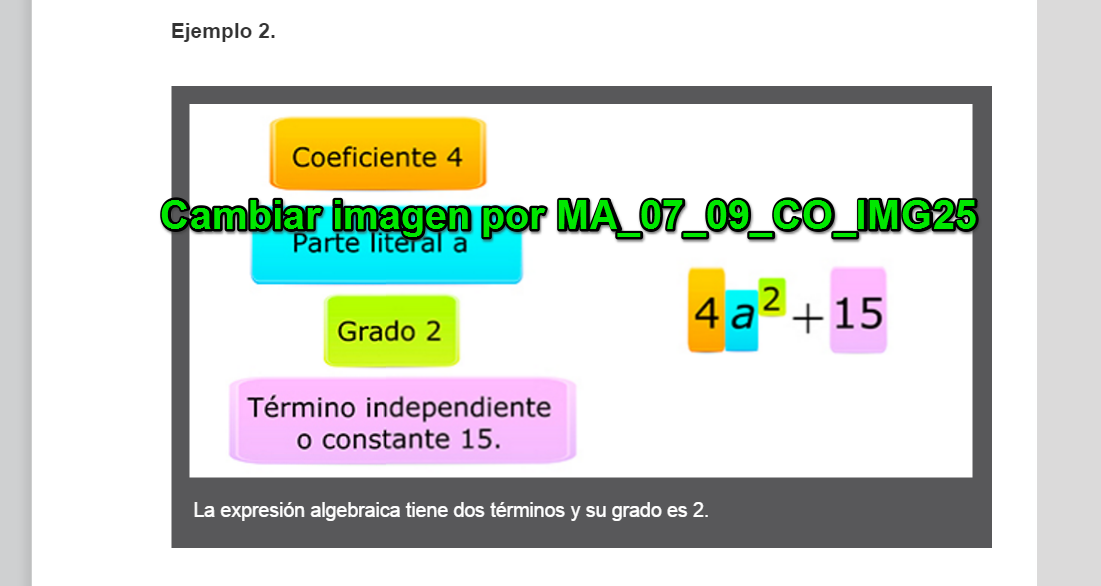 Ejemplo 2.
Coeficiente 4
Cambiar imagen por MA_07_09_CO_IMG25
Parte literal a
Grado 2
4a²+15
Término independiente
o constante 15.
La expresión algebraica tiene dos términos y su grado es 2.